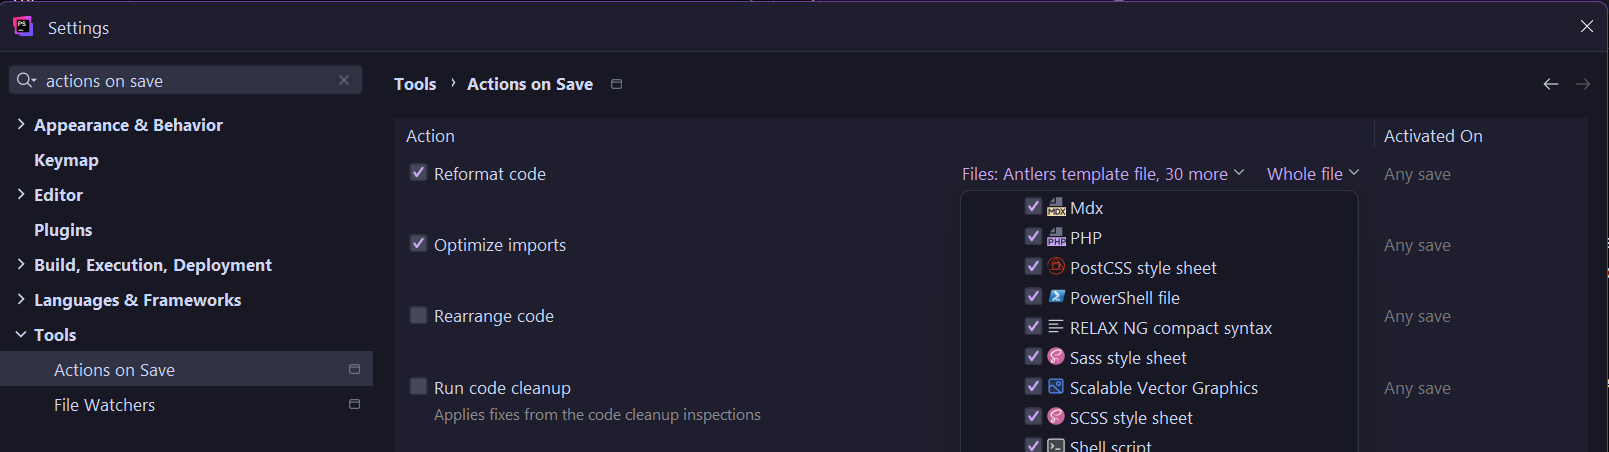 Settings
actions on save
Tools › Actions on Save
Appearance & Behavior
Keymap
Editor
Plugins
Build, Execution, Deployment
Languages & Frameworks
Tools
Actions on Save
File Watchers
Action
Activated On
Reformat code
Files: Antlers template file, 30 more
Whole file
Any save
Optimize imports
Any save
Rearrange code
Any save
Run code cleanup
Any save
Applies fixes from the code cleanup inspections
MDX Mdx
PHP PHP
PostCSS style sheet
PowerShell file
RELAX NG compact syntax
Sass style sheet
Scalable Vector Graphics
SCSS style sheet
Shell script